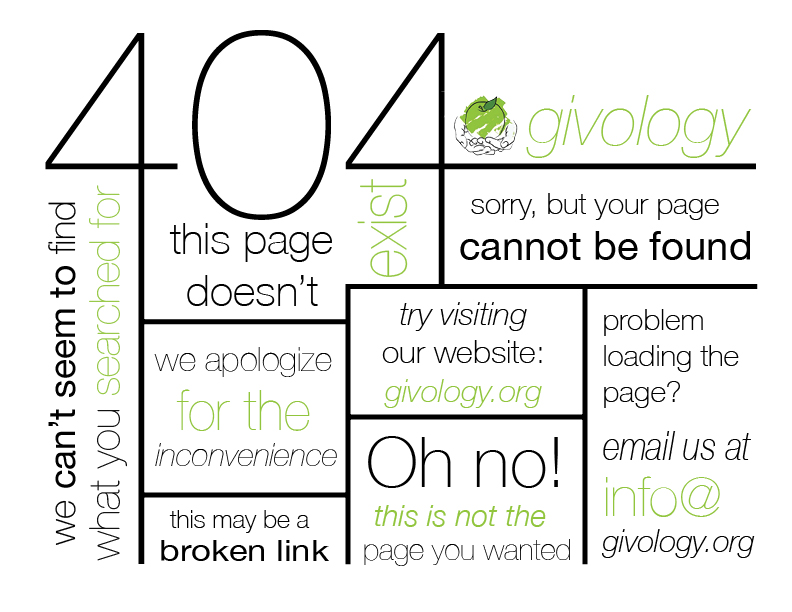 404
givology
we can't seem to find
what you searched for
this page
doesn't
exist
sorry, but your page
cannot be found
we apologize
for the
inconvenience
try visiting
our website:
givology.org
problem
loading the
page?
email us at
info@
givology.org
this may be a
broken link
Oh no!
this is not the
page you wanted